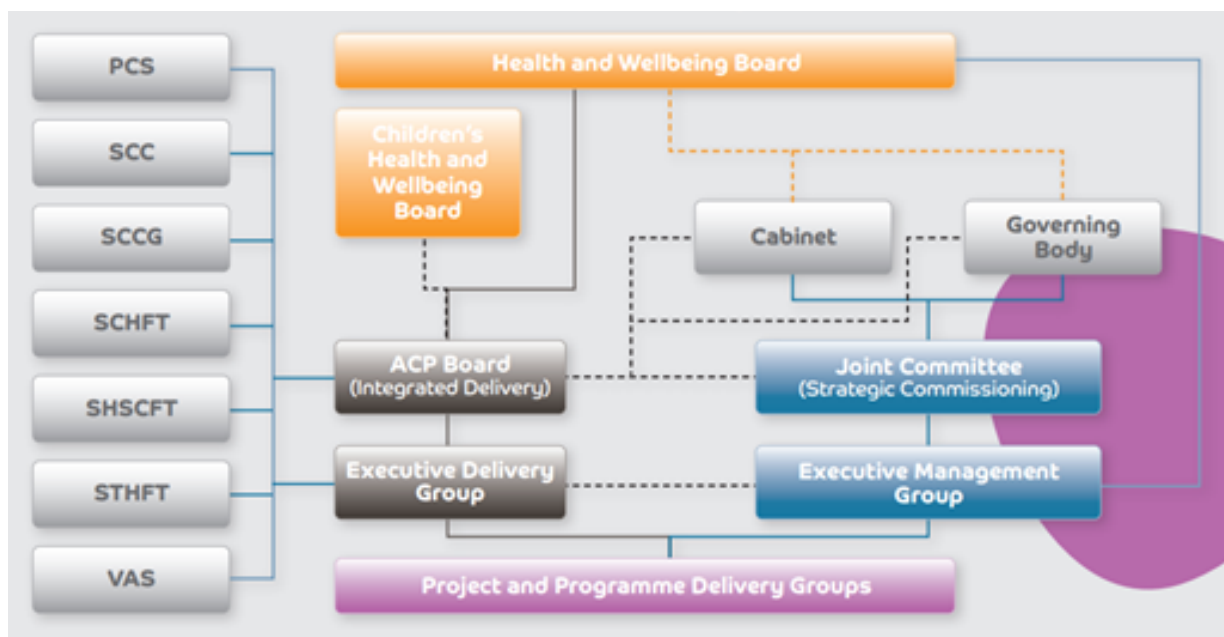 PCS
SCC
SCCG
SCHFT
SHSCFT
STHFT
VAS
Health and Wellbeing Board
Children's
Health and
Wellbeing
Board
Cabinet
Governing
Body
ACP Board
(Integrated Delivery)
Joint Committee
(Strategic Commissioning)
Executive Delivery
Group
Executive Management
Group
Project and Programme Delivery Groups